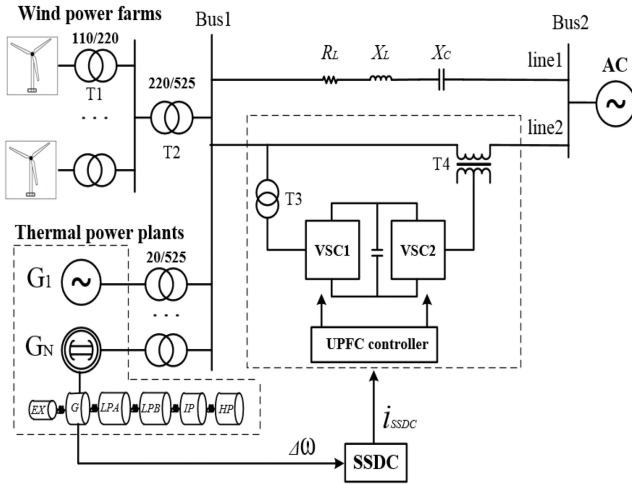 Wind power farms
Bus1
Bus2
110/220
T1
. . .
220/525
T2
R_L
X_L
X_C
line1
AC
line2
T4
T3
VSC1
VSC2
UPFC controller
Thermal power plants
20/525
G1
. . .
GN
EX
G
LPA
LPB
IP
HP
Δω
SSDC
i_SSDC